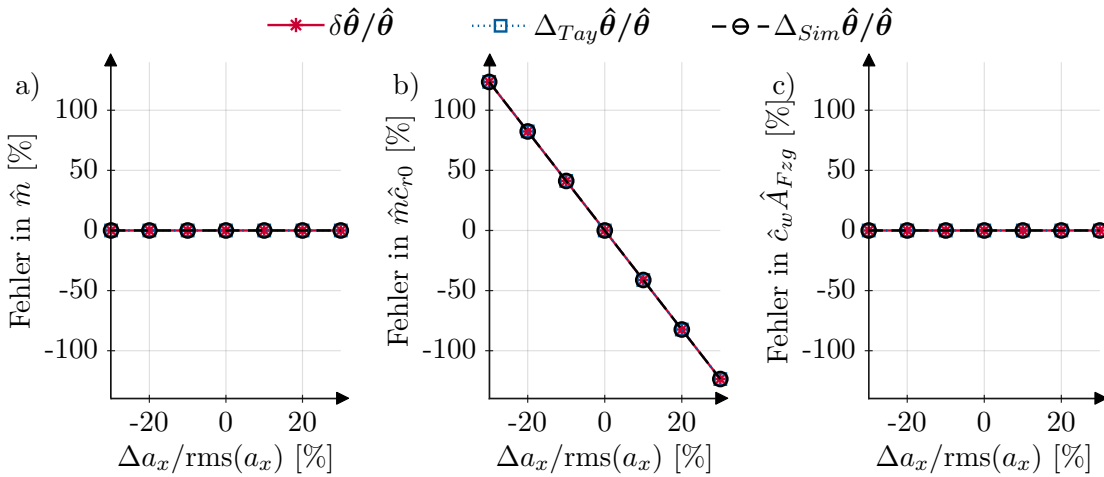 δθ̂/θ̂ Δ_{Tay}θ̂/θ̂ Δ_{Sim}θ̂/θ̂
a)
Fehler in m̂ [%]
100
50
0
-50
-100
-20 0 20
Δa_x/rms(a_x) [%]
b)
Fehler in m̂ĉ_{r0} [%]
100
50
0
-50
-100
-20 0 20
Δa_x/rms(a_x) [%]
c)
Fehler in ĉ_wÂ_{Fzg} [%]
100
50
0
-50
-100
-20 0 20
Δa_x/rms(a_x) [%]